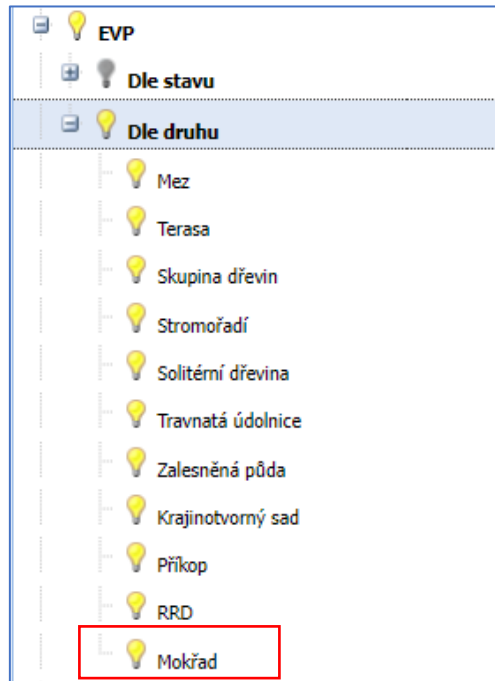 EVP
Dle stavu
Dle druhu
Mez
Terasa
Skupina dřevin
Stromořadí
Solitérní dřevina
Travnatá údolnice
Zalesněná půda
Krajinotvorný sad
Příkop
RRD
Mokřad